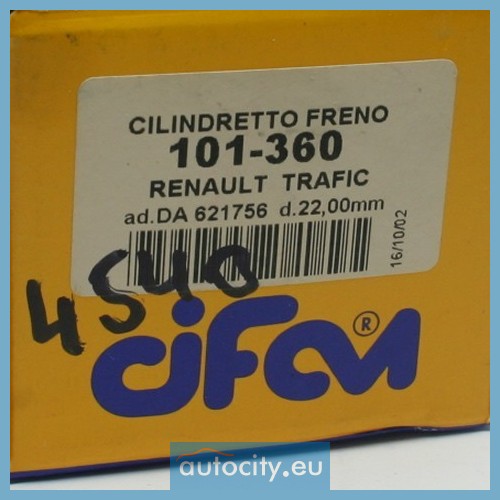 CILINDRETTO FRENO
101-360
RENAULT TRAFIC
ad.DA 621756 d.22,00mm
16/10/02
4540
CIFAM ®
autocity.eu